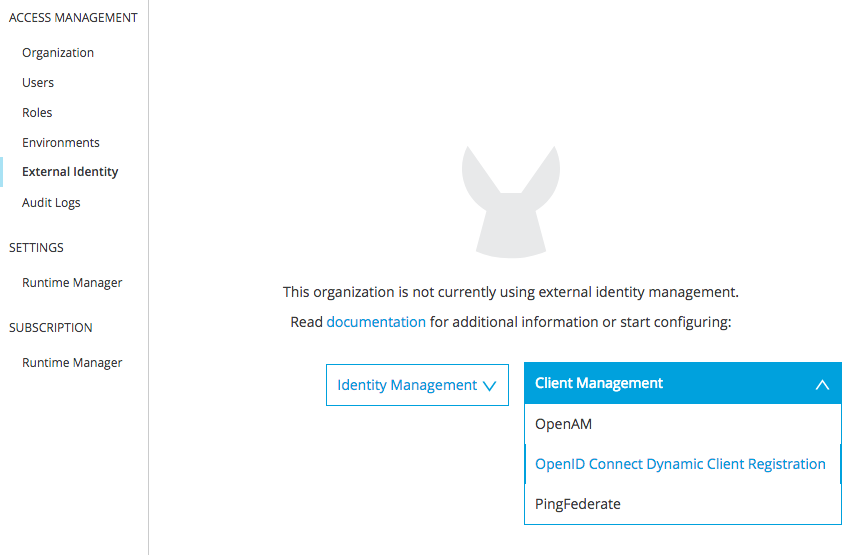 ACCESS MANAGEMENT
Organization
Users
Roles
Environments
External Identity
Audit Logs
SETTINGS
Runtime Manager
SUBSCRIPTION
Runtime Manager
This organization is not currently using external identity management.
Read documentation for additional information or start configuring:
Identity Management
Client Management
OpenAM
OpenID Connect Dynamic Client Registration
PingFederate